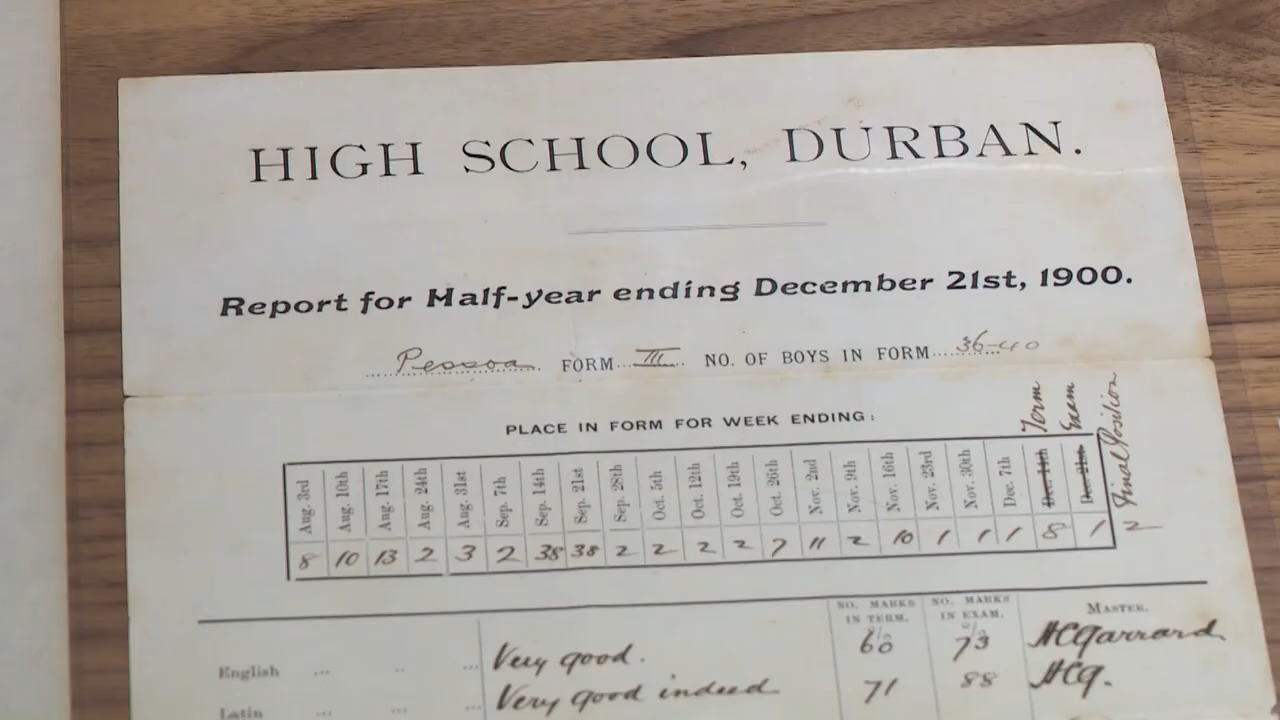 HIGH SCHOOL, DURBAN.
Report for Half-year ending December 21st, 1900.
Pessoa FORM III NO. OF BOYS IN FORM 36-40
PLACE IN FORM FOR WEEK ENDING:
Aug. 3rd Aug. 10th Aug. 17th Aug. 24th Aug. 31st Sep. 7th Sep. 14th Sep. 21st Sep. 28th Oct. 5th Oct. 12th Oct. 19th Oct. 26th Nov. 2nd Nov. 9th Nov. 16th Nov. 23rd Nov. 30th Dec. 7th Dec. 14th Term Dec. 21st Exam Final Position
8 10 13 2 3 2 38 38 2 2 2 2 7 11 2 10 1 1 1 8 1 2
NO. MARKS IN TERM. NO. MARKS IN EXAM. MASTER.
English ... .. ... Very good. 60 73 HCGarrard
Latin ... ... ... Very good indeed 71 88 HCG.